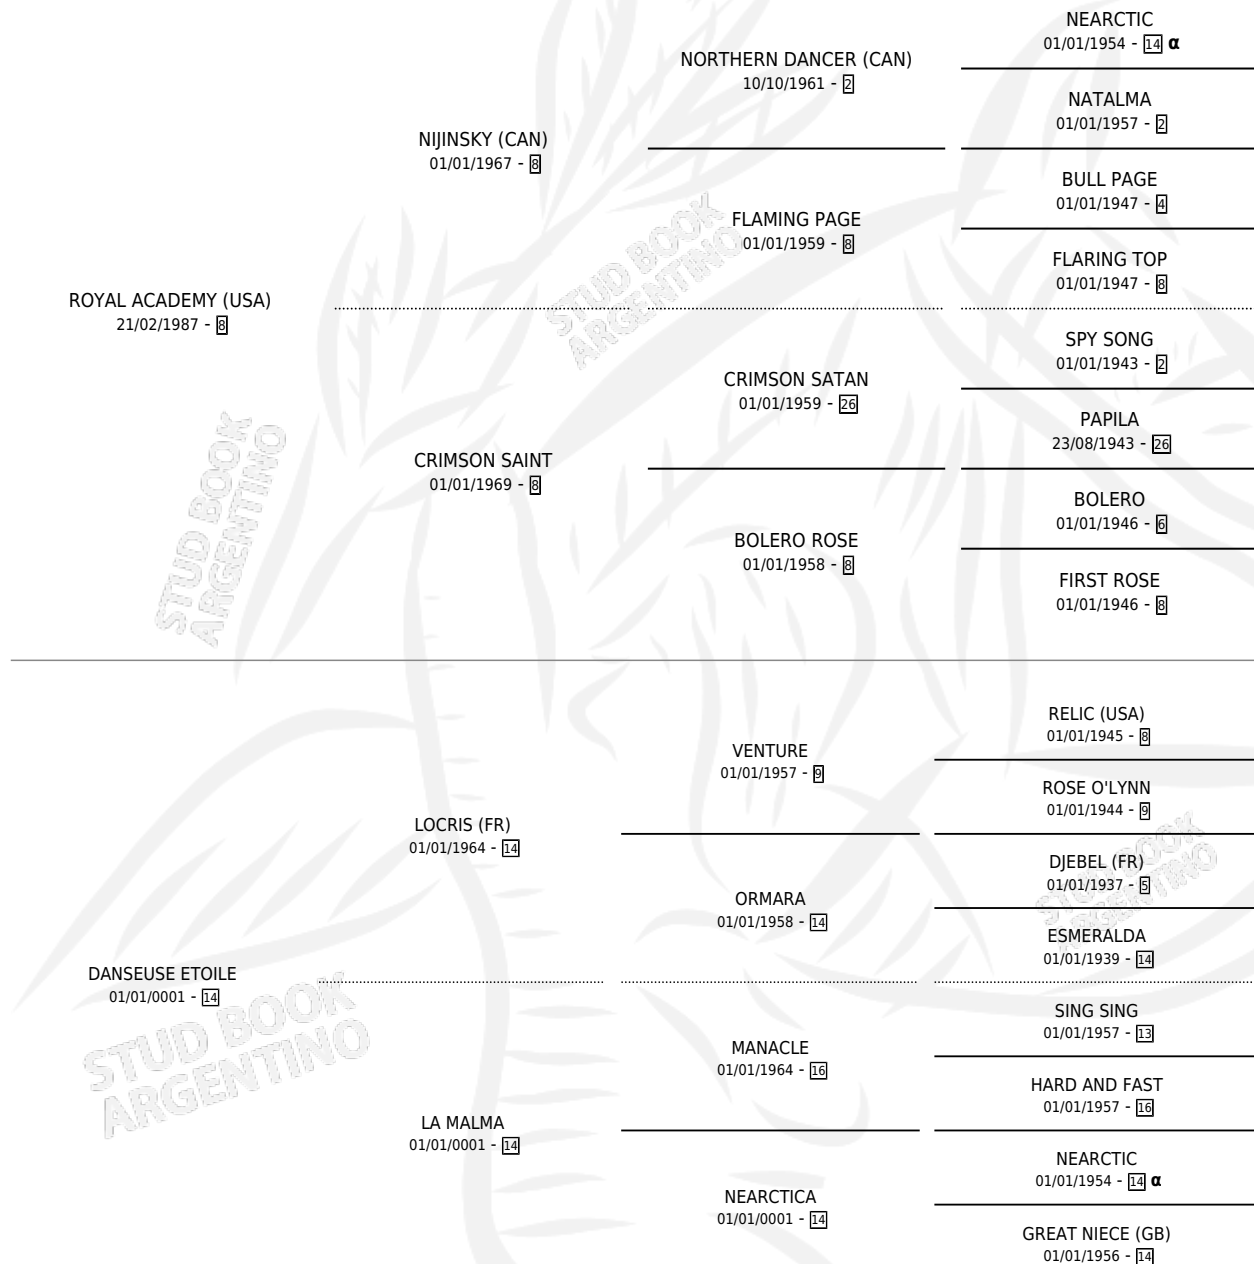 NEARCTIC
01/01/1954 - 14 α
NORTHERN DANCER (CAN)
10/10/1961 - 2
NATALMA
01/01/1957 - 2
NIJINSKY (CAN)
01/01/1967 - 8
BULL PAGE
01/01/1947 - 4
FLAMING PAGE
01/01/1959 - 8
FLARING TOP
01/01/1947 - 8
ROYAL ACADEMY (USA)
21/02/1987 - 8
SPY SONG
01/01/1943 - 2
CRIMSON SATAN
01/01/1959 - 26
PAPILA
23/08/1943 - 26
CRIMSON SAINT
01/01/1969 - 8
BOLERO
01/01/1946 - 6
BOLERO ROSE
01/01/1958 - 8
FIRST ROSE
01/01/1946 - 8
RELIC (USA)
01/01/1945 - 8
VENTURE
01/01/1957 - 9
ROSE O'LYNN
01/01/1944 - 9
LOCRIS (FR)
01/01/1964 - 14
DJEBEL (FR)
01/01/1937 - 5
ORMARA
01/01/1958 - 14
ESMERALDA
01/01/1939 - 14
DANSEUSE ETOILE
01/01/0001 - 14
SING SING
01/01/1957 - 13
MANACLE
01/01/1964 - 16
HARD AND FAST
01/01/1957 - 16
LA MALMA
01/01/0001 - 14
NEARCTIC
01/01/1954 - 14 α
NEARCTICA
01/01/0001 - 14
GREAT NIECE (GB)
01/01/1956 - 14
STUD BOOK
ARGENTINO
STUD BOOK
ARGENTINO
STUD BOOK
ARGENTINO
STUD BOOK
ARGENTINO